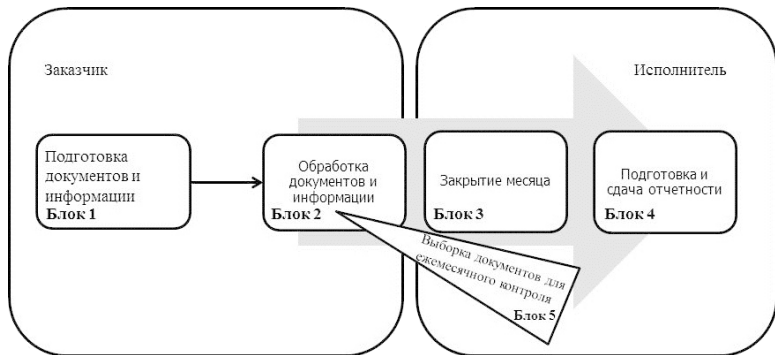 Заказчик
Исполнитель
Подготовка
документов и
информации
Блок 1
Обработка
документов и
информации
Блок 2
Закрытие месяца
Блок 3
Подготовка и
сдача отчетности
Блок 4
Выборка документов для
ежемесячного контроля
Блок 5